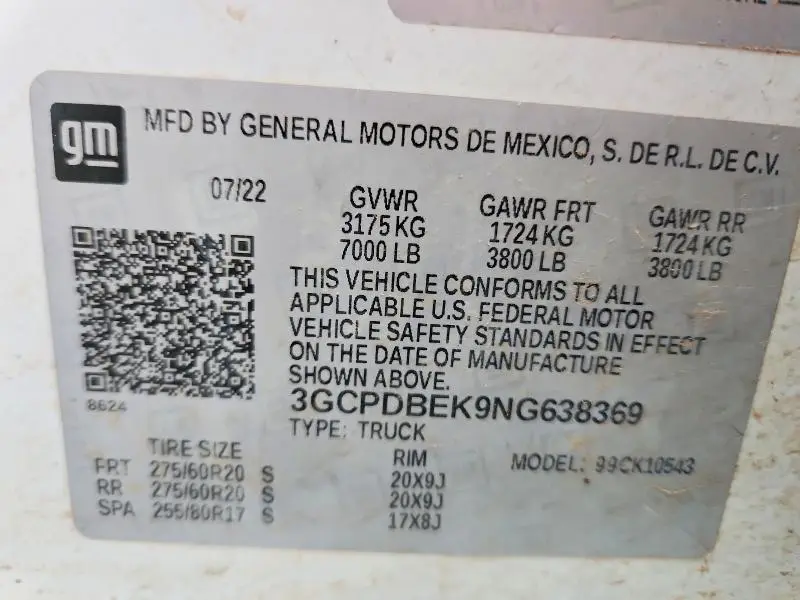 gm
MFD BY GENERAL MOTORS DE MEXICO, S. DE R.L. DE C.V.
07/22 GVWR GAWR FRT GAWR RR
3175 KG 1724 KG 1724 KG
7000 LB 3800 LB 3800 LB
THIS VEHICLE CONFORMS TO ALL
APPLICABLE U.S. FEDERAL MOTOR
VEHICLE SAFETY STANDARDS IN EFFECT
ON THE DATE OF MANUFACTURE
SHOWN ABOVE.
8624
3GCPDBEK9NG638369
TYPE: TRUCK
TIRE SIZE RIM MODEL: 99CK10543
FRT 275/60R20 S 20X9J
RR 275/60R20 S 20X9J
SPA 255/80R17 S 17X8J